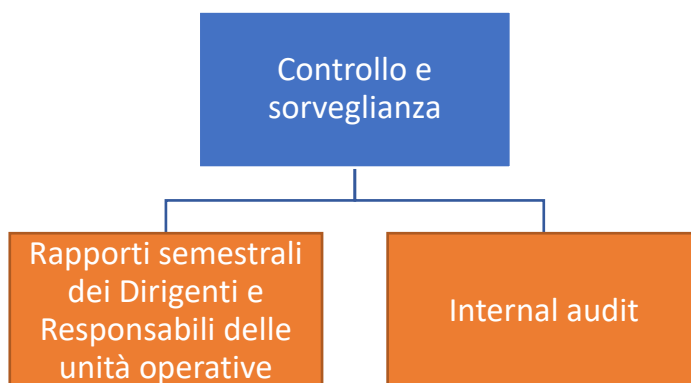 Controllo e
sorveglianza
Rapporti semestrali
dei Dirigenti e
Responsabili delle
unità operative
Internal audit